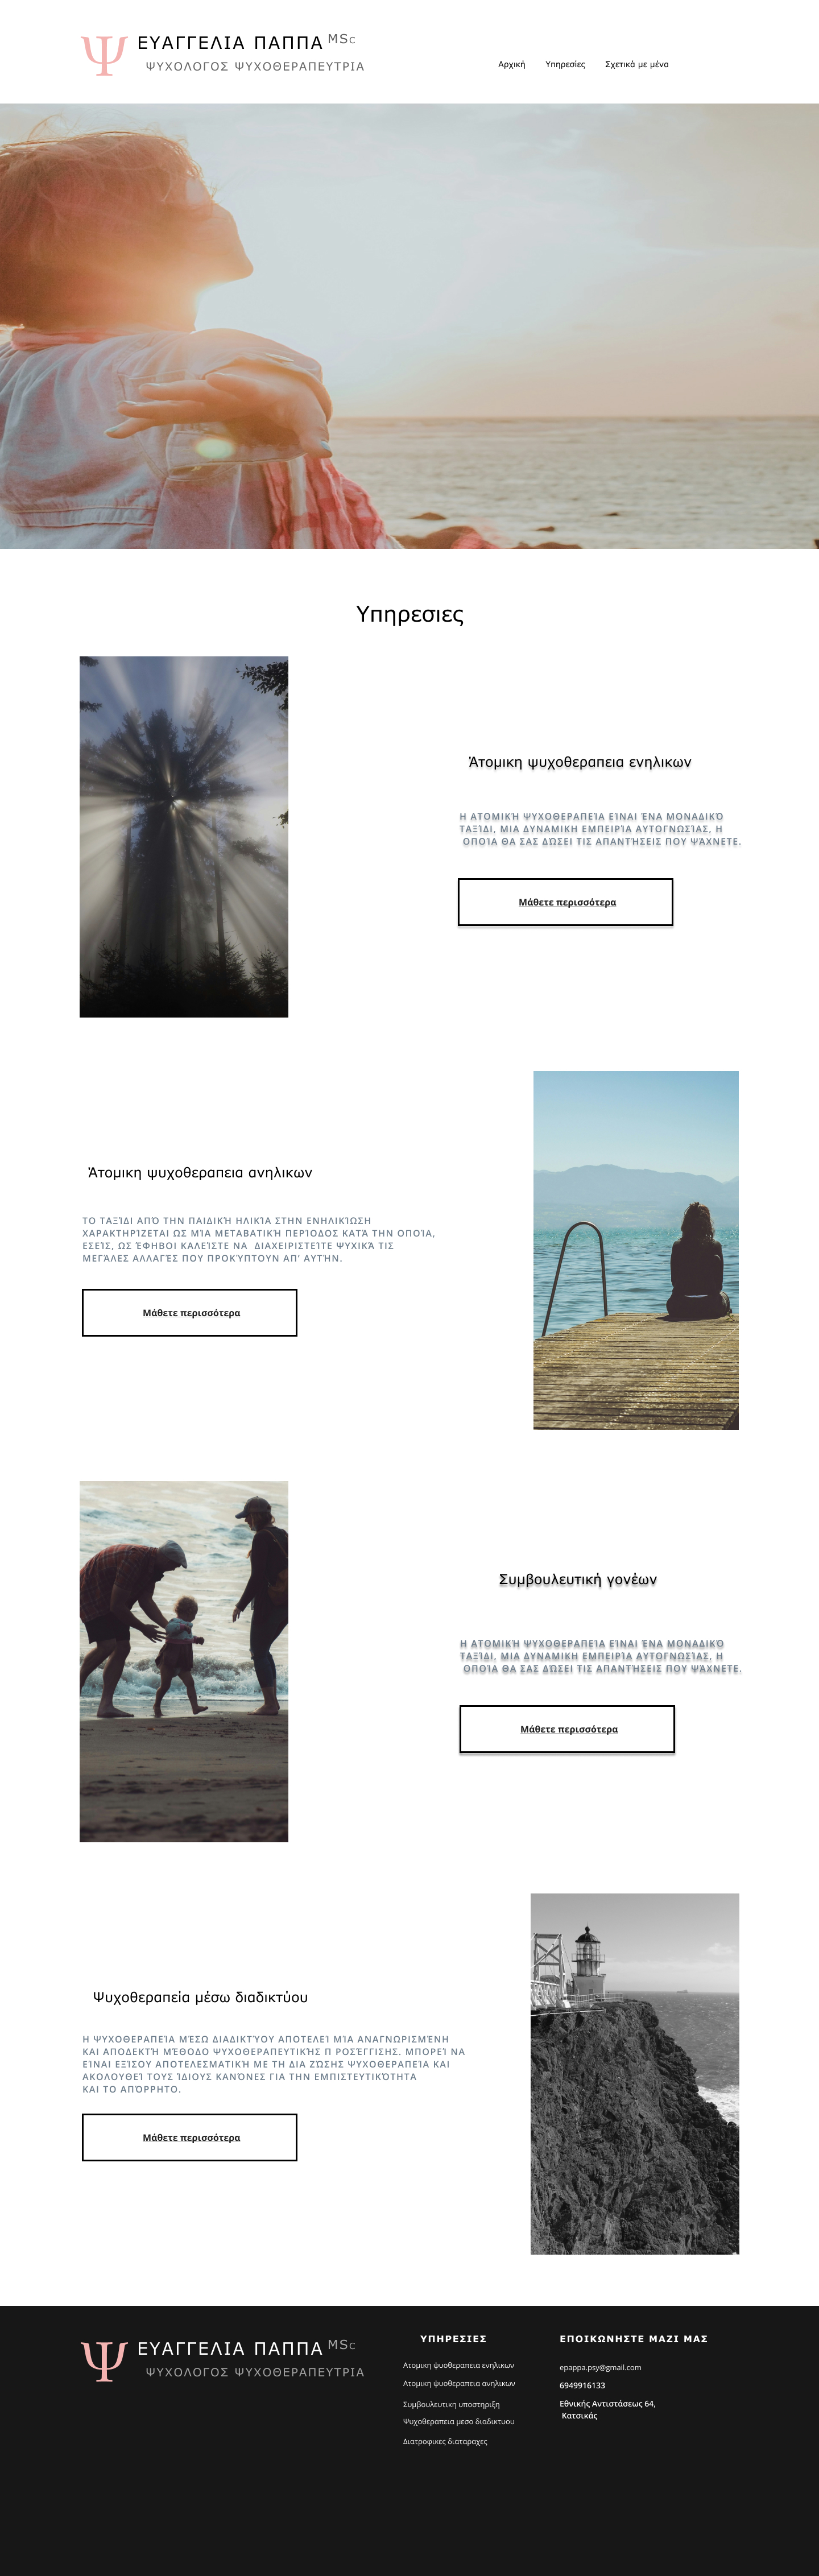 Ψ ΕΥΑΓΓΕΛΙΑ ΠΑΠΠΑ MSc
ΨΥΧΟΛΟΓΟΣ ΨΥΧΟΘΕΡΑΠΕΥΤΡΙΑ
Αρχική Υπηρεσίες Σχετικά με μένα
Υπηρεσιες
Άτομικη ψυχοθεραπεια ενηλικων
Η ΑΤΟΜΙΚΉ ΨΥΧΟΘΕΡΑΠΕΊΑ ΕΊΝΑΙ ΈΝΑ ΜΟΝΑΔΙΚΌ
ΤΑΞΊΔΙ, ΜΙΑ ΔΥΝΑΜΙΚΗ ΕΜΠΕΙΡΊΑ ΑΥΤΟΓΝΩΣΊΑΣ, Η
ΟΠΟΊΑ ΘΑ ΣΑΣ ΔΏΣΕΙ ΤΙΣ ΑΠΑΝΤΉΣΕΙΣ ΠΟΥ ΨΆΧΝΕΤΕ.
Μάθετε περισσότερα
Άτομικη ψυχοθεραπεια ανηλικων
ΤΟ ΤΑΞΊΔΙ ΑΠΌ ΤΗΝ ΠΑΙΔΙΚΉ ΗΛΙΚΊΑ ΣΤΗΝ ΕΝΗΛΙΚΊΩΣΗ
ΧΑΡΑΚΤΗΡΊΖΕΤΑΙ ΩΣ ΜΊΑ ΜΕΤΑΒΑΤΙΚΉ ΠΕΡΊΟΔΟΣ ΚΑΤΆ ΤΗΝ ΟΠΟΊΑ,
ΕΣΕΊΣ, ΩΣ ΈΦΗΒΟΙ ΚΑΛΕΊΣΤΕ ΝΑ ΔΙΑΧΕΙΡΙΣΤΕΊΤΕ ΨΥΧΙΚΆ ΤΙΣ
ΜΕΓΆΛΕΣ ΑΛΛΑΓΈΣ ΠΟΥ ΠΡΟΚΎΠΤΟΥΝ ΑΠ' ΑΥΤΉΝ.
Μάθετε περισσότερα
Συμβουλευτική γονέων
Η ΑΤΟΜΙΚΉ ΨΥΧΟΘΕΡΑΠΕΊΑ ΕΊΝΑΙ ΈΝΑ ΜΟΝΑΔΙΚΌ
ΤΑΞΊΔΙ, ΜΙΑ ΔΥΝΑΜΙΚΗ ΕΜΠΕΙΡΊΑ ΑΥΤΟΓΝΩΣΊΑΣ, Η
ΟΠΟΊΑ ΘΑ ΣΑΣ ΔΏΣΕΙ ΤΙΣ ΑΠΑΝΤΉΣΕΙΣ ΠΟΥ ΨΆΧΝΕΤΕ.
Μάθετε περισσότερα
Ψυχοθεραπεία μέσω διαδικτύου
Η ΨΥΧΟΘΕΡΑΠΕΊΑ ΜΈΣΩ ΔΙΑΔΙΚΤΎΟΥ ΑΠΟΤΕΛΕΊ ΜΊΑ ΑΝΑΓΝΩΡΙΣΜΈΝΗ
ΚΑΙ ΑΠΟΔΕΚΤΉ ΜΈΘΟΔΟ ΨΥΧΟΘΕΡΑΠΕΥΤΙΚΉΣ Π ΡΟΣΈΓΓΙΣΗΣ. ΜΠΟΡΕΊ ΝΑ
ΕΊΝΑΙ ΕΞΊΣΟΥ ΑΠΟΤΕΛΕΣΜΑΤΙΚΉ ΜΕ ΤΗ ΔΙΑ ΖΏΣΗΣ ΨΥΧΟΘΕΡΑΠΕΊΑ ΚΑΙ
ΑΚΟΛΟΥΘΕΊ ΤΟΥΣ ΊΔΙΟΥΣ ΚΑΝΌΝΕΣ ΓΙΑ ΤΗΝ ΕΜΠΙΣΤΕΥΤΙΚΌΤΗΤΑ
ΚΑΙ ΤΟ ΑΠΌΡΡΗΤΟ.
Μάθετε περισσότερα
Ψ ΕΥΑΓΓΕΛΙΑ ΠΑΠΠΑ MSc
ΨΥΧΟΛΟΓΟΣ ΨΥΧΟΘΕΡΑΠΕΥΤΡΙΑ
ΥΠΗΡΕΣΙΕΣ
Ατομικη ψυοθεραπεια ενηλικων
Ατομικη ψυοθεραπεια ανηλικων
Συμβουλευτικη υποστηριξη
Ψυχοθεραπεια μεσο διαδικτυου
Διατροφικες διαταραχες
ΕΠΟΙΚΩΝΗΣΤΕ ΜΑΖΙ ΜΑΣ
epappa.psy@gmail.com
6949916133
Εθνικής Αντιστάσεως 64,
Κατσικάς